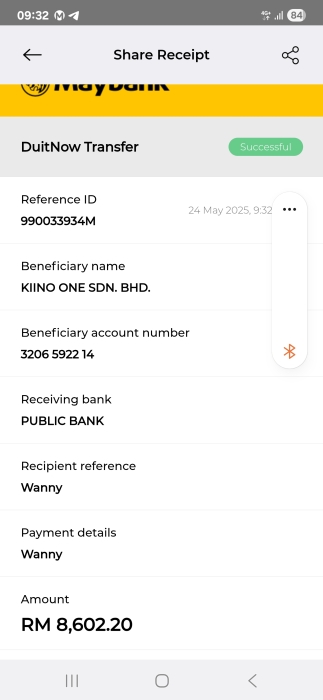 09:32
4G+
84
Share Receipt
Maybank
DuitNow Transfer
Successful
Reference ID
24 May 2025, 9:32
990033934M
Beneficiary name
KIINO ONE SDN. BHD.
Beneficiary account number
3206 5922 14
Receiving bank
PUBLIC BANK
Recipient reference
Wanny
Payment details
Wanny
Amount
RM 8,602.20